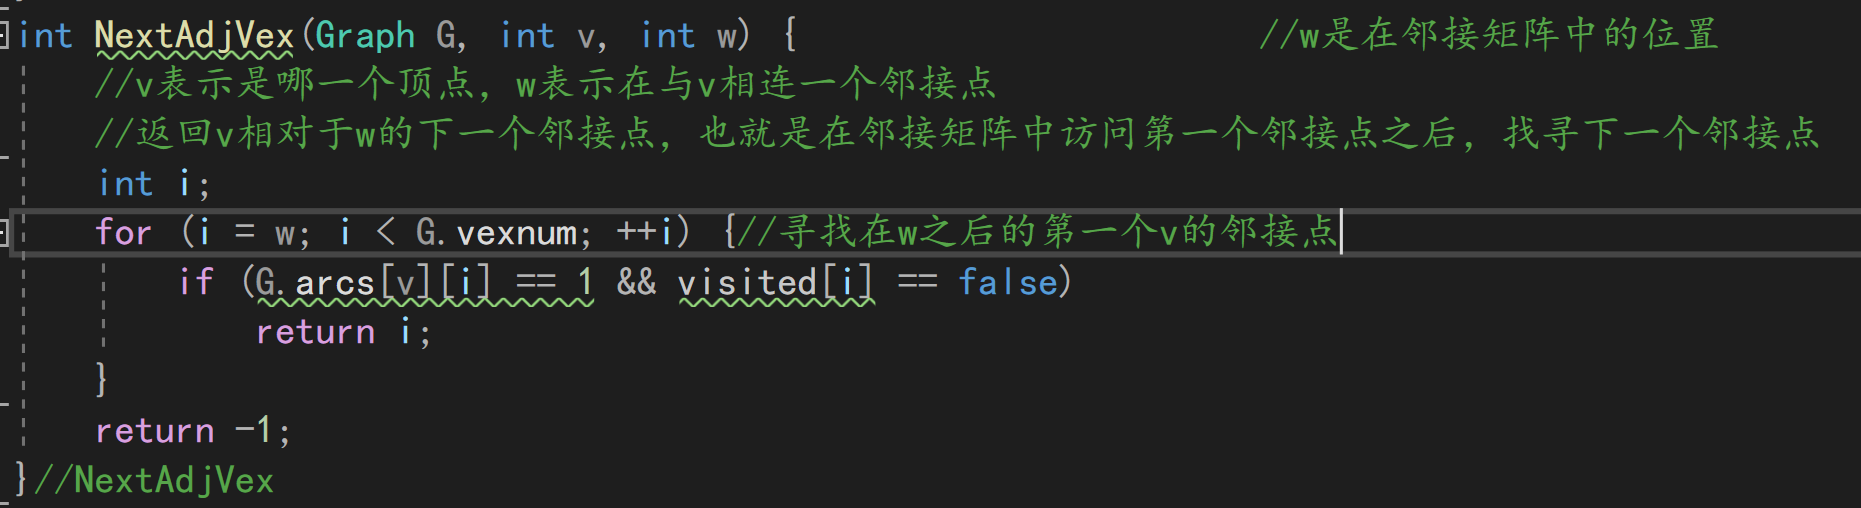 int NextAdjVex(Graph G, int v, int w) { //w是在邻接矩阵中的位置
//v表示是哪一个顶点，w表示在与v相连一个邻接点
//返回v相对于w的下一个邻接点，也就是在邻接矩阵中访问第一个邻接点之后，找寻下一个邻接点
int i;
for (i = w; i < G.vexnum; ++i) {//寻找在w之后的第一个v的邻接点
if (G.arcs[v][i] == 1 && visited[i] == false)
return i;
}
return -1;
}//NextAdjVex